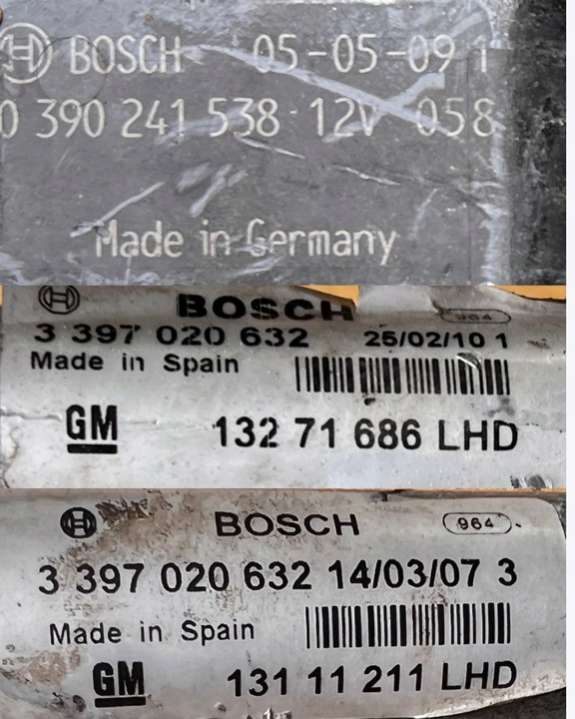 BOSCH 05-05-09 1
0 390 241 538 12V 058
Made in Germany
BOSCH 964
3 397 020 632 25/02/10 1
Made in Spain
GM 132 71 686 LHD
BOSCH 964
3 397 020 632 14/03/07 3
Made in Spain
GM 131 11 211 LHD